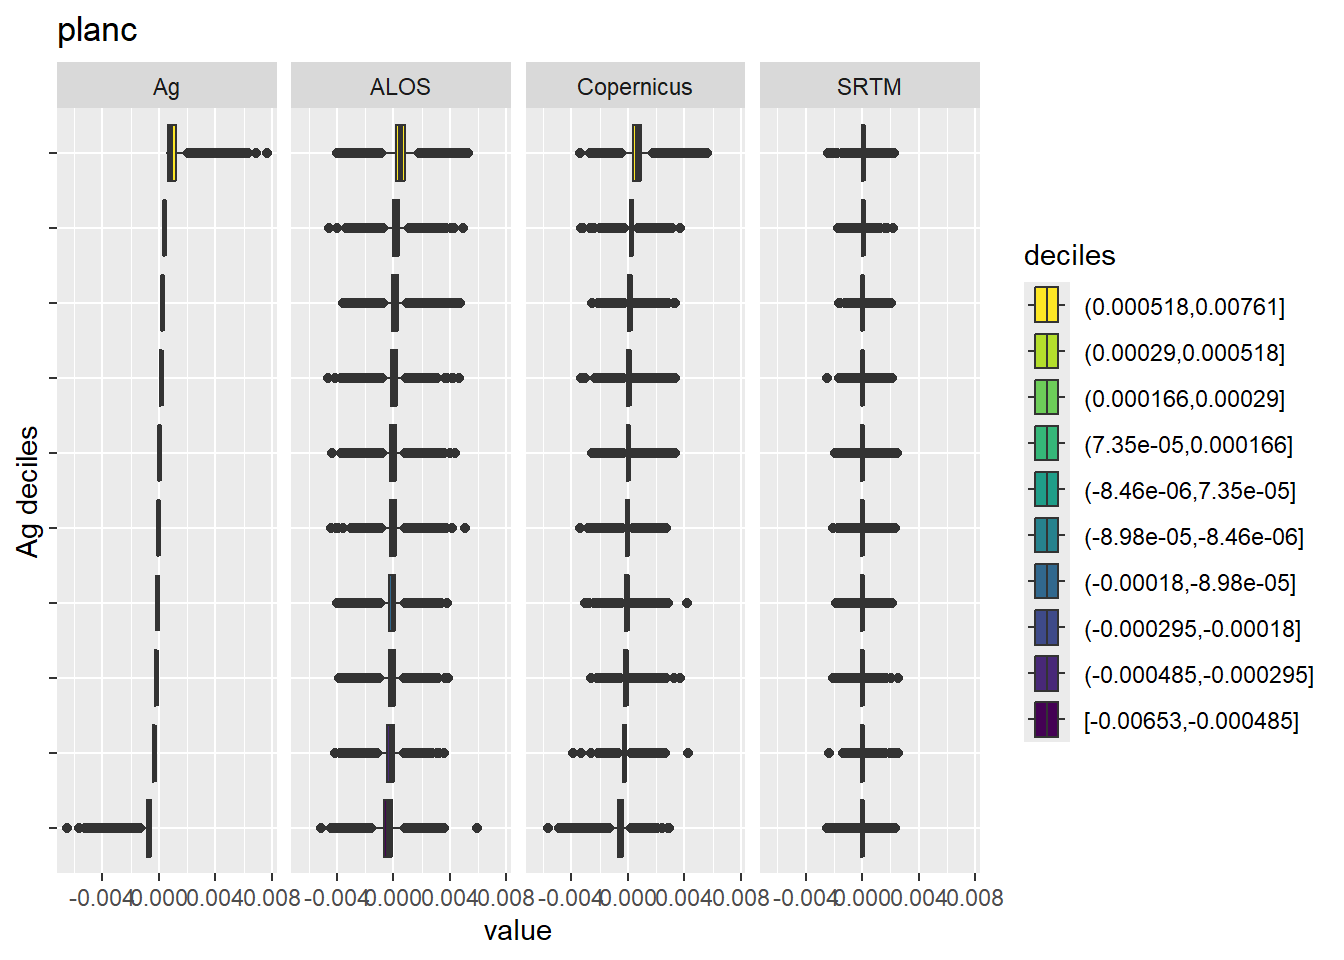 planc
Ag ALOS Copernicus SRTM
Ag deciles
-0.004 0.000 0.004 0.008 -0.004 0.000 0.004 0.008 -0.004 0.000 0.004 0.008 -0.004 0.000 0.004 0.008
value
deciles
(0.000518,0.00761]
(0.00029,0.000518]
(0.000166,0.00029]
(7.35e-05,0.000166]
(-8.46e-06,7.35e-05]
(-8.98e-05,-8.46e-06]
(-0.00018,-8.98e-05]
(-0.000295,-0.00018]
(-0.000485,-0.000295]
[-0.00653,-0.000485]